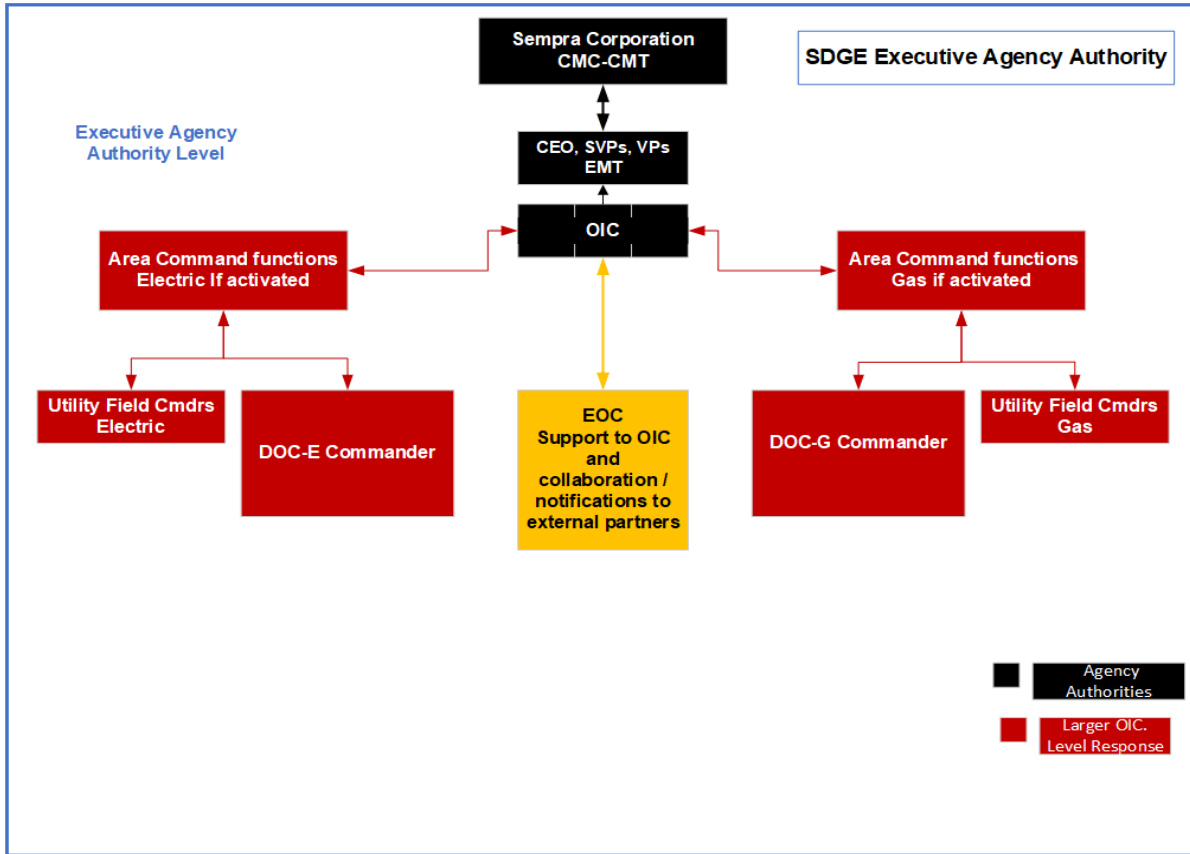 Sempra Corporation
CMC-CMT
SDGE Executive Agency Authority
Executive Agency
Authority Level
CEO, SVPs, VPs
EMT
OIC
Area Command functions
Electric If activated
Area Command functions
Gas if activated
Utility Field Cmdrs
Electric
DOC-E Commander
EOC
Support to OIC
and
collaboration /
notifications to
external partners
DOC-G Commander
Utility Field Cmdrs
Gas
Agency
Authorities
Larger OIC.
Level Response